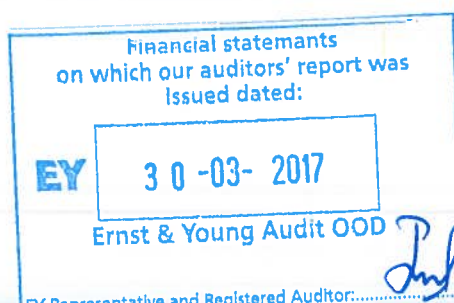 Financial statemants
on which our auditors' report was
Issued dated:
EY
30 -03- 2017
Ernst & Young Audit OOD
EY Representative and Registered Auditor: